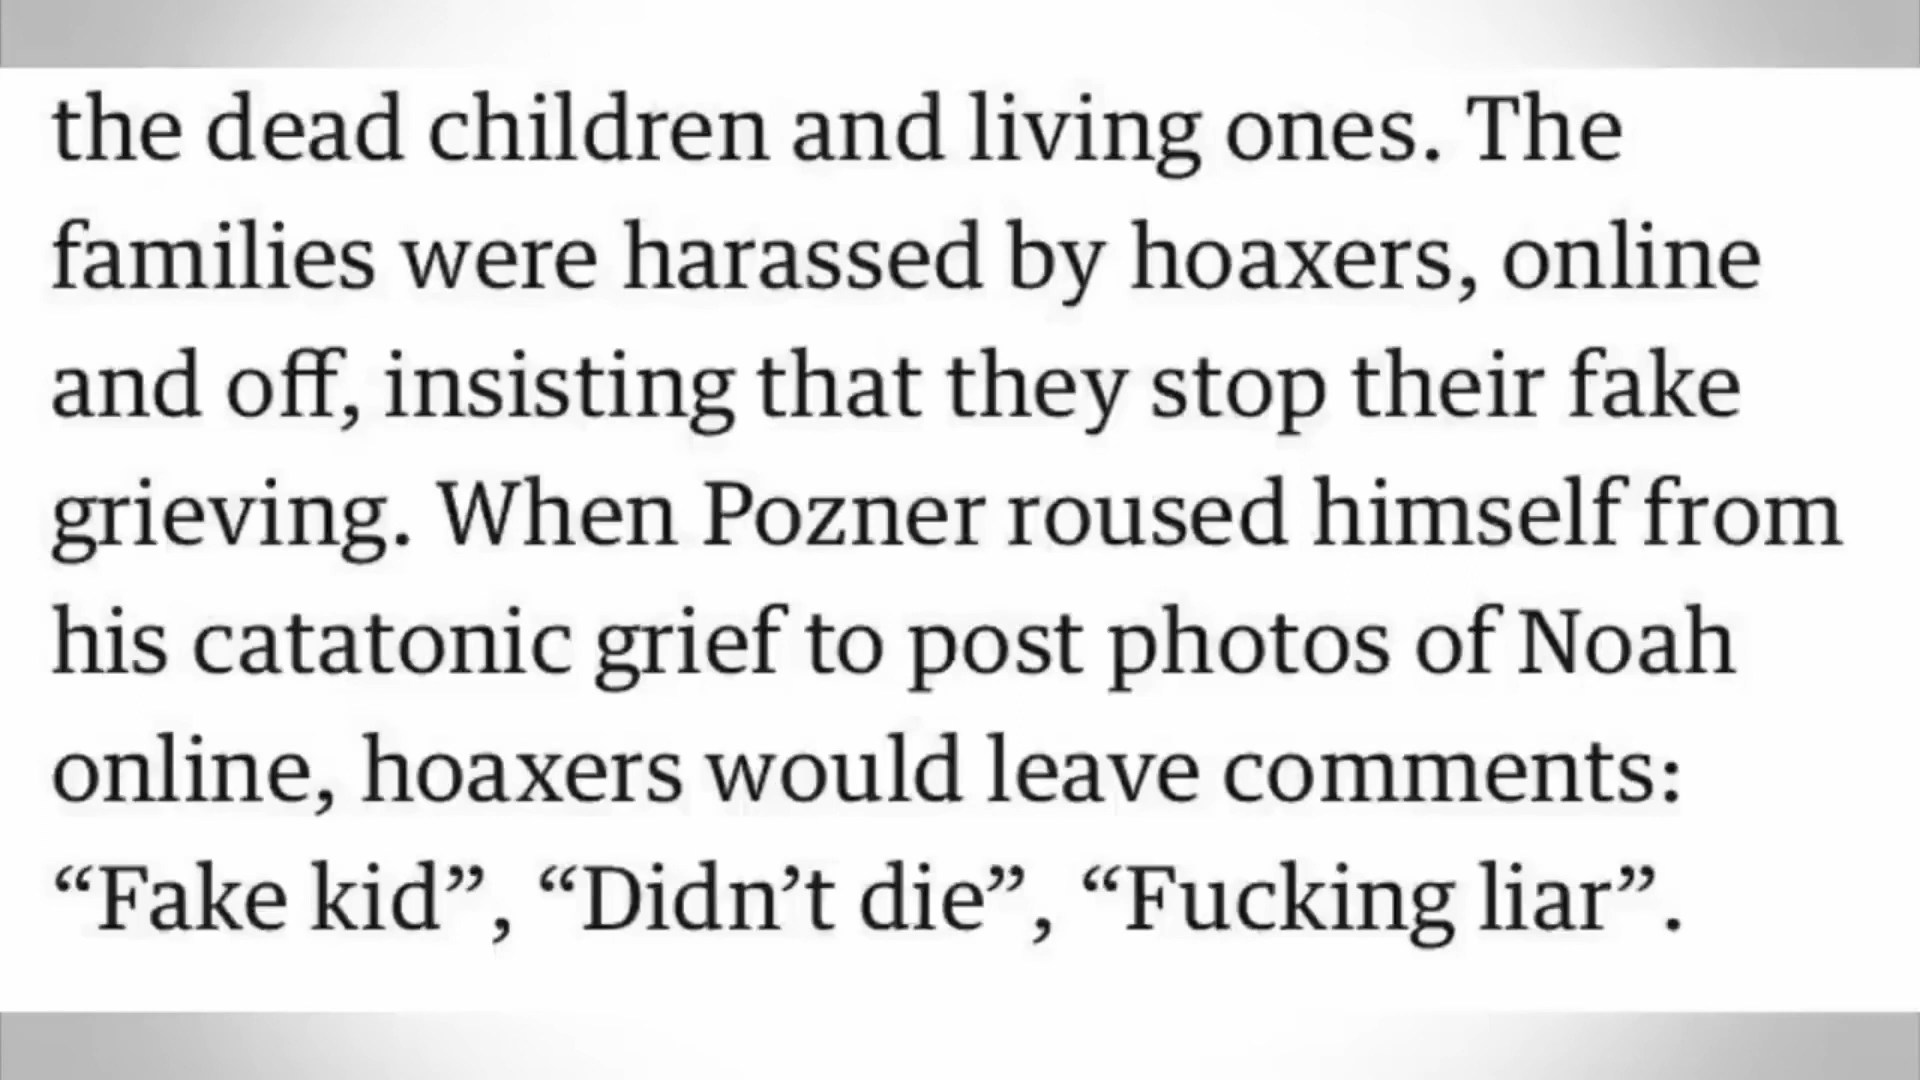 the dead children and living ones. The
families were harassed by hoaxers, online
and off, insisting that they stop their fake
grieving. When Pozner roused himself from
his catatonic grief to post photos of Noah
online, hoaxers would leave comments:
“Fake kid”, “Didn’t die”, “Fucking liar”.